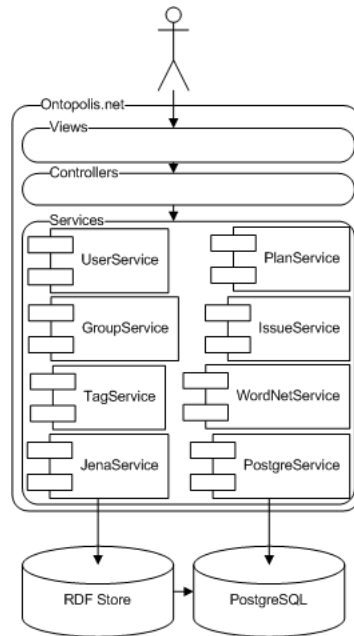 Ontopolis.net
Views
Controllers
Services
UserService
PlanService
GroupService
IssueService
TagService
WordNetService
JenaService
PostgreService
RDF Store
PostgreSQL